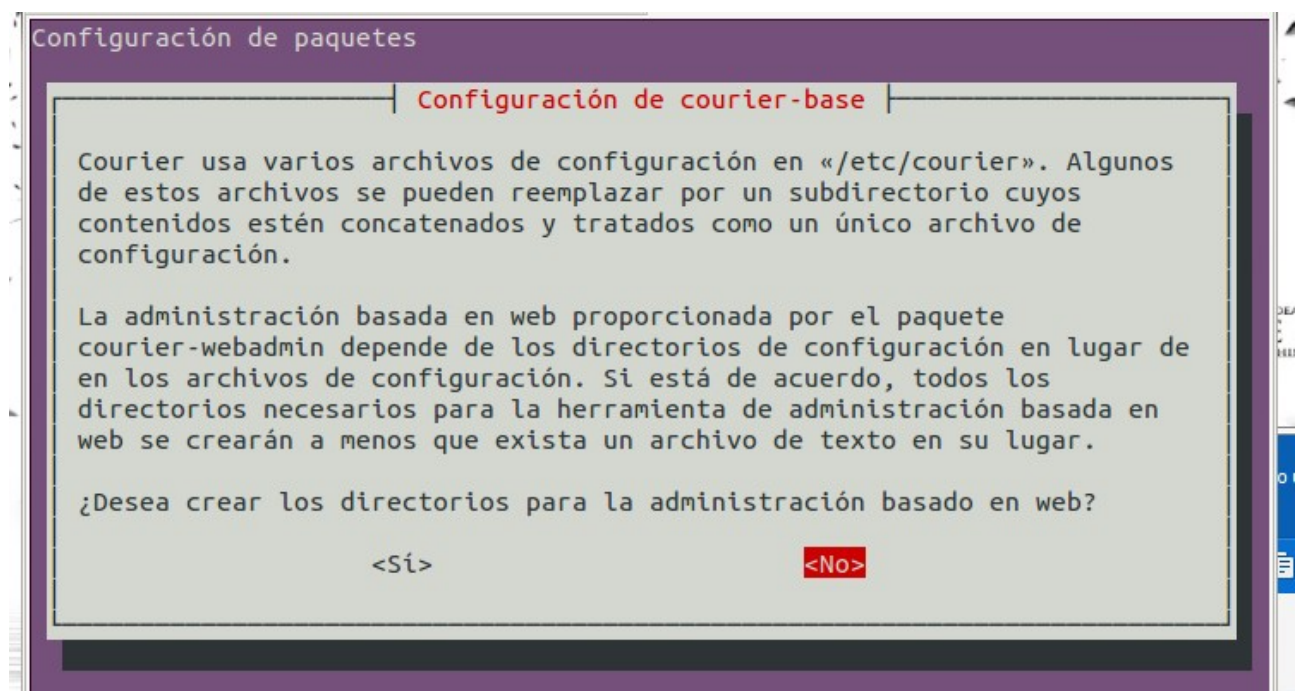 Configuración de paquetes
Configuración de courier-base
Courier usa varios archivos de configuración en «/etc/courier». Algunos
de estos archivos se pueden reemplazar por un subdirectorio cuyos
contenidos estén concatenados y tratados como un único archivo de
configuración.
La administración basada en web proporcionada por el paquete
courier-webadmin depende de los directorios de configuración en lugar de
en los archivos de configuración. Si está de acuerdo, todos los
directorios necesarios para la herramienta de administración basada en
web se crearán a menos que exista un archivo de texto en su lugar.
¿Desea crear los directorios para la administración basado en web?
<Sí> <No>